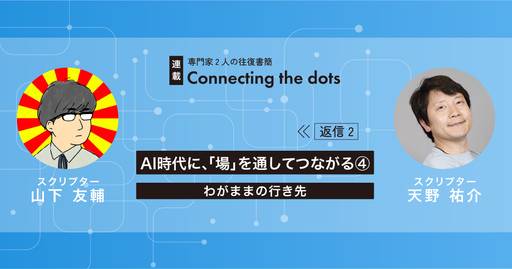 連載
専門家2人の往復書簡
Connecting the dots
返信2
AI時代に、「場」を通してつながる④
わがままの行き先
スクリプター
山下 友輔
スクリプター
天野 祐介